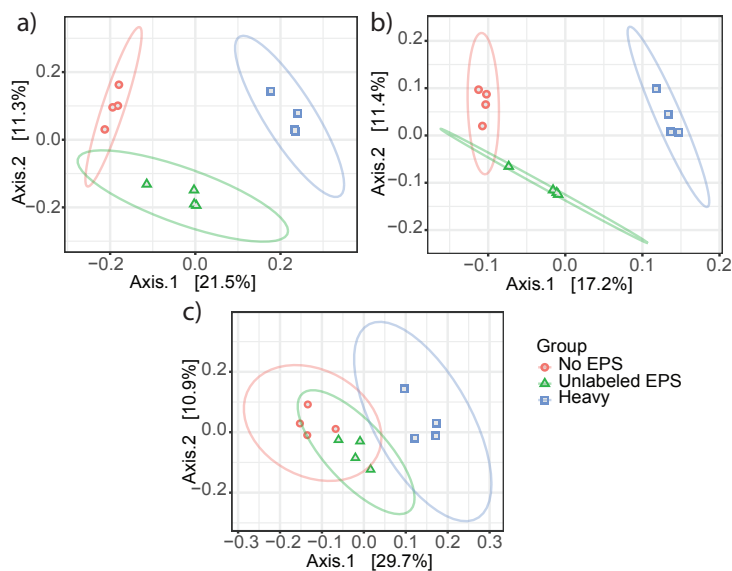 a)
0.2
0.0
−0.2
Axis.2 [11.3%]
−0.2
0.0
0.2
Axis.1 [21.5%]
b)
0.2
0.1
0.0
−0.1
−0.2
Axis.2 [11.4%]
−0.1
0.0
0.1
0.2
Axis.1 [17.2%]
c)
0.2
0.0
−0.2
Axis.2 [10.9%]
−0.3
−0.2
−0.1
0.0
0.1
0.2
0.3
Axis.1 [29.7%]
Group
No EPS
Unlabeled EPS
Heavy